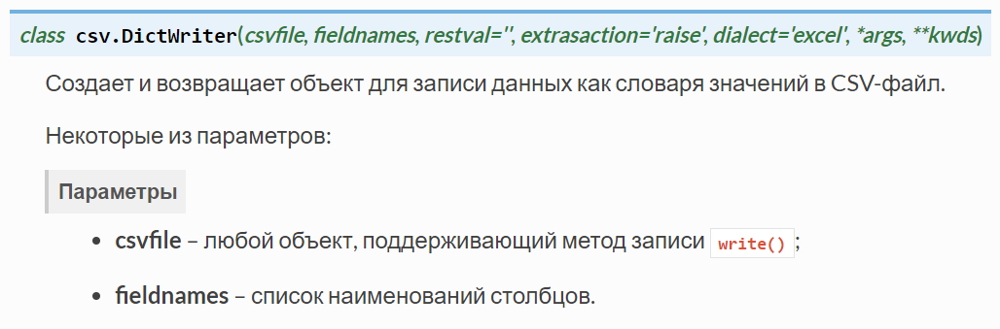 class csv.DictWriter(csvfile, fieldnames, restval='', extrasaction='raise', dialect='excel', *args, **kwds)
Создает и возвращает объект для записи данных как словаря значений в CSV-файл.
Некоторые из параметров:
Параметры
• csvfile – любой объект, поддерживающий метод записи write();
• fieldnames – список наименований столбцов.